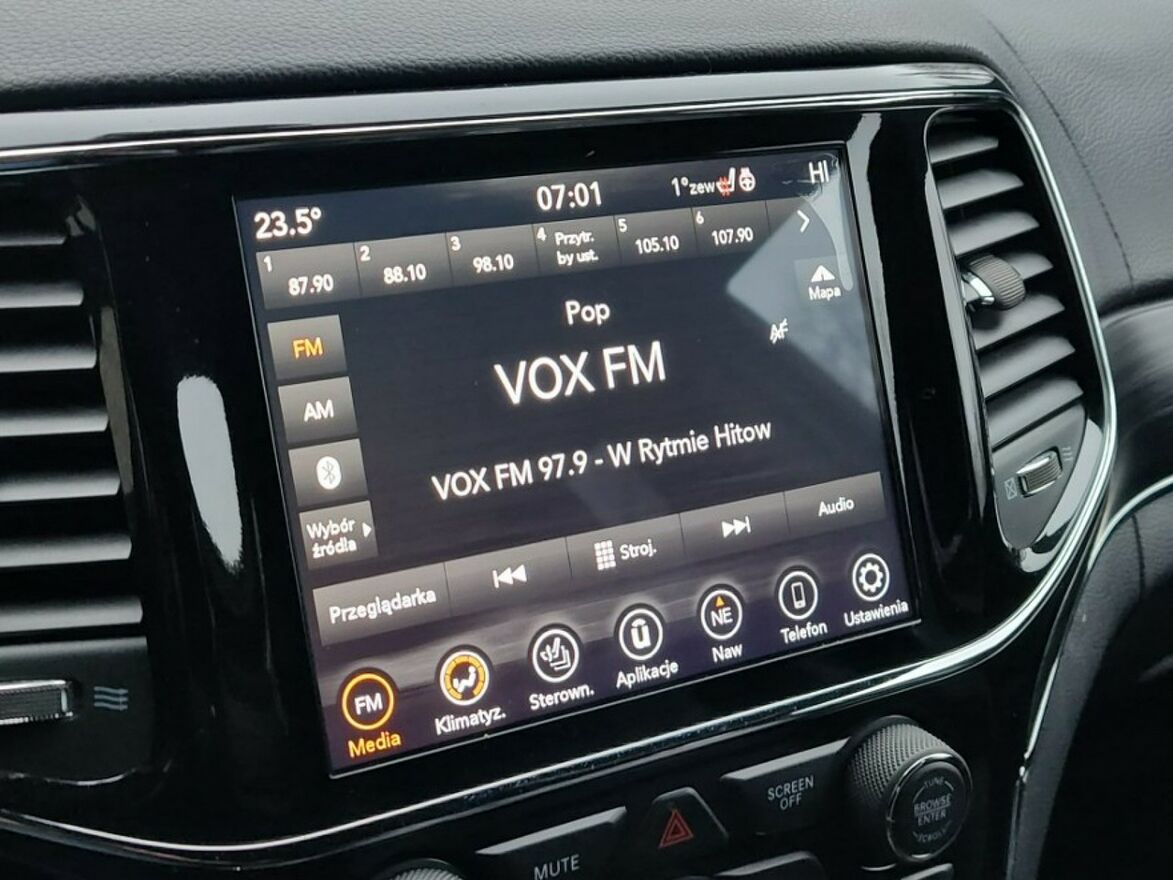 23.5°
07:01
1°zew
HI
1 87.90
2 88.10
3 98.10
4 Przytr.
by ust.
5 105.10
6 107.90
Mapa
FM
Pop
AF
VOX FM
AM
VOX FM 97.9 - W Rytmie Hitow
Wybór
źródła
Przeglądarka
Stroj.
Audio
FM
Media
Klimatyz.
Sterown.
ū
Aplikacje
NE
Naw
Telefon
Ustawienia
SCREEN
OFF
MUTE
TUNE
BROWSE
ENTER
SCROLL